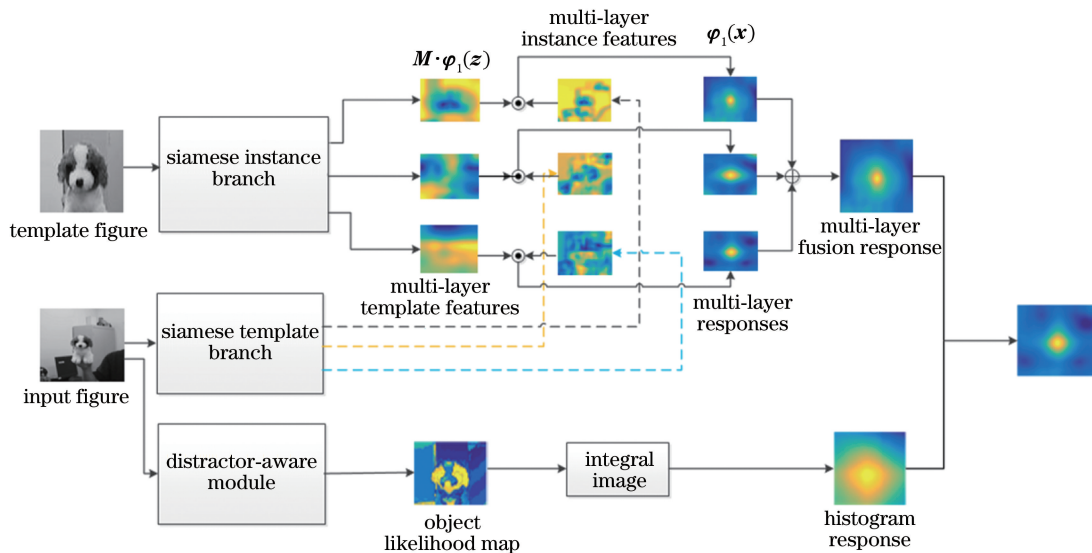 multi-layer
instance features
φ₁(x)
M·φ₁(z)
siamese instance
branch
template figure
multi-layer
fusion response
multi-layer
template features
multi-layer
responses
siamese template
branch
input figure
distractor-aware
module
integral
image
object
likelihood map
histogram
response